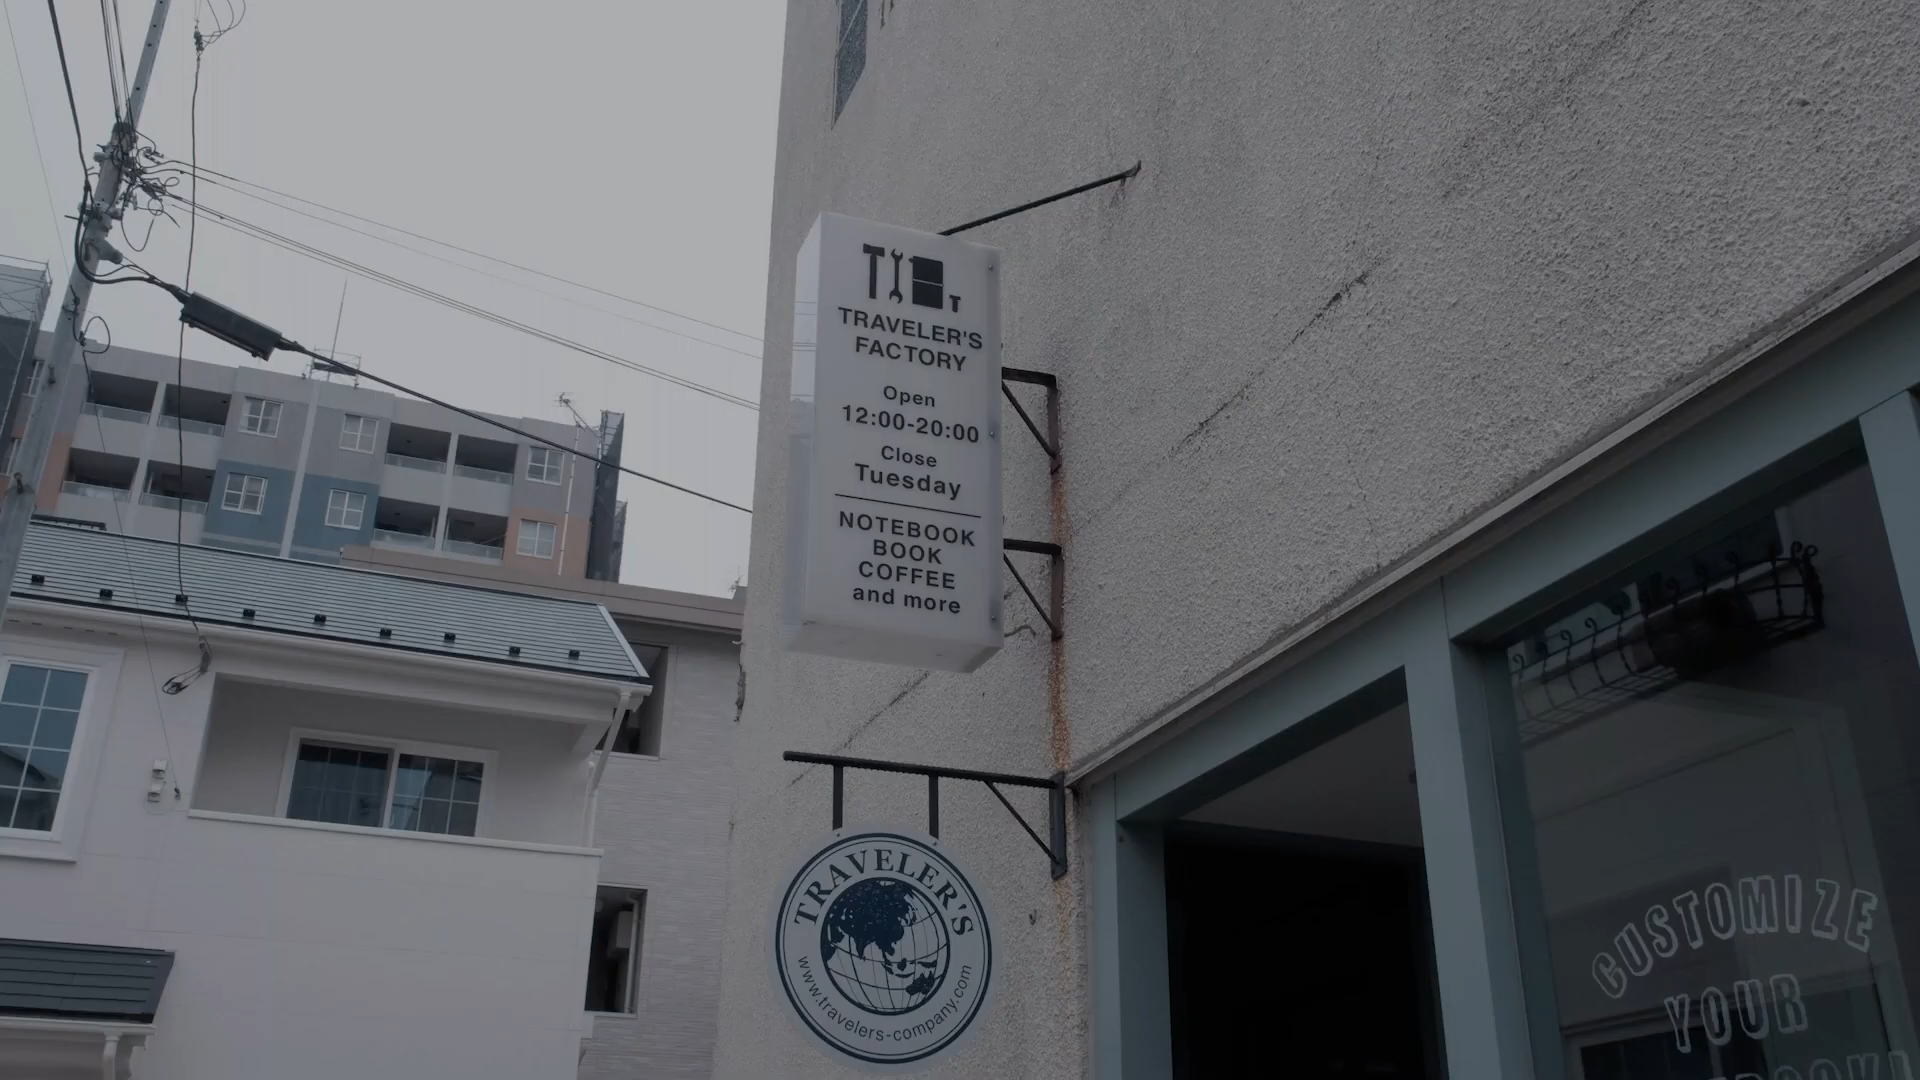 T
TRAVELER'S
FACTORY
Open
12:00-20:00
Close
Tuesday
NOTEBOOK
BOOK
COFFEE
and more
TRAVELER'S
www.travelers-company.com
CUSTOMIZE
YOUR